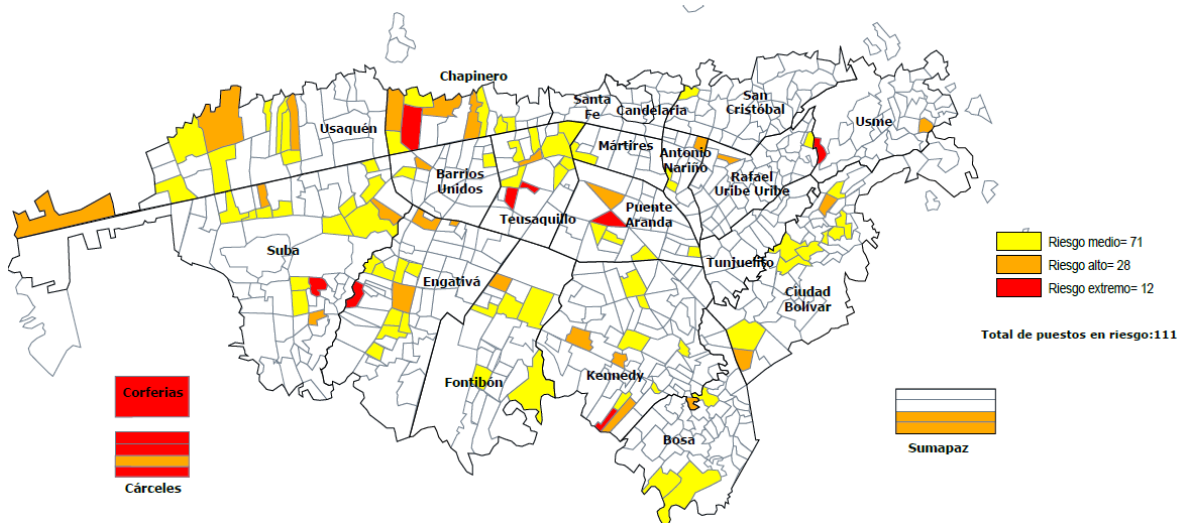 Chapinero
Usaquén
Santa
Fe
Candelaria
San
Cristóbal
Usme
Mártires
Antonio
Nariño
Barrios
Unidos
Rafael
Uribe Uribe
Teusaquillo
Puente
Aranda
Suba
Engativá
Tunjuelito
Ciudad
Bolívar
Riesgo medio= 71
Riesgo alto= 28
Riesgo extremo= 12
Total de puestos en riesgo:111
Fontibón
Kennedy
Corferias
Bosa
Sumapaz
Cárceles